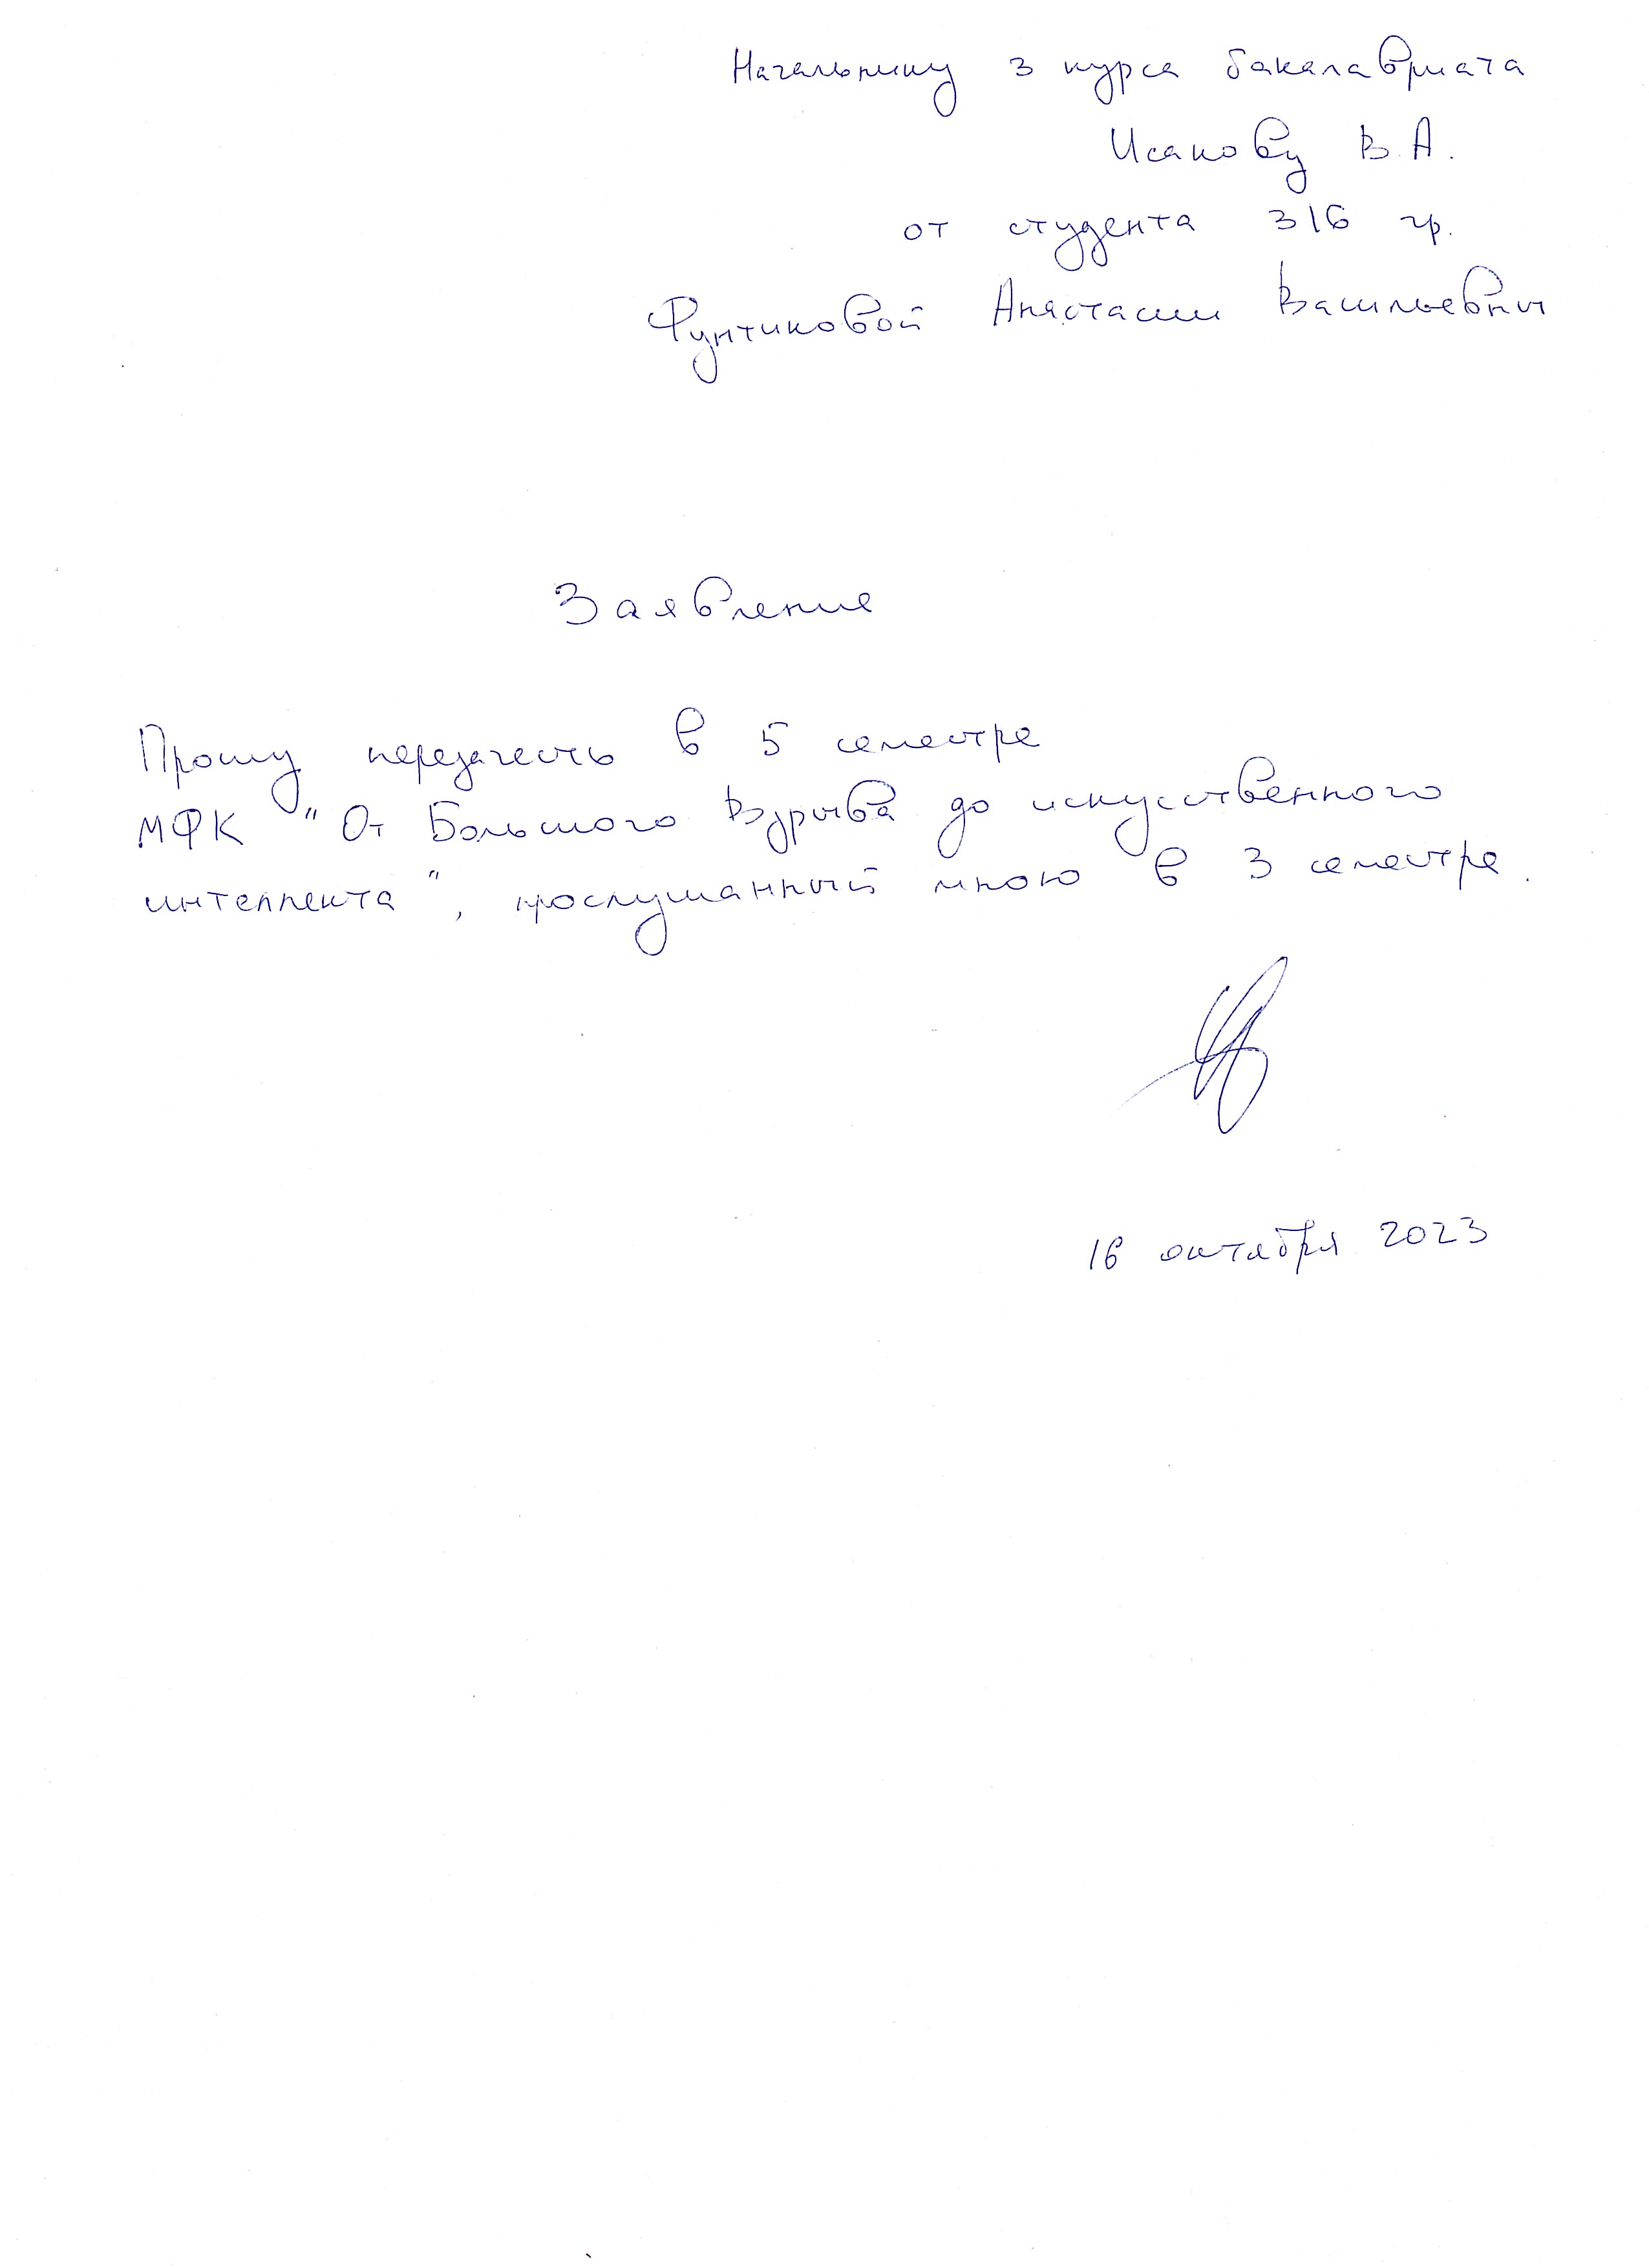 Начальнику 3 курса бакалавриата
Исакову В.А.
от студента 316 гр.
Фунтиковой Анастасии Васильевны
Заявление
Прошу перезачесть в 5 семестре
МФК "От Большого Взрыва до искусственного
интеллекта", прослушанный мною в 3 семестре.
16 октября 2023